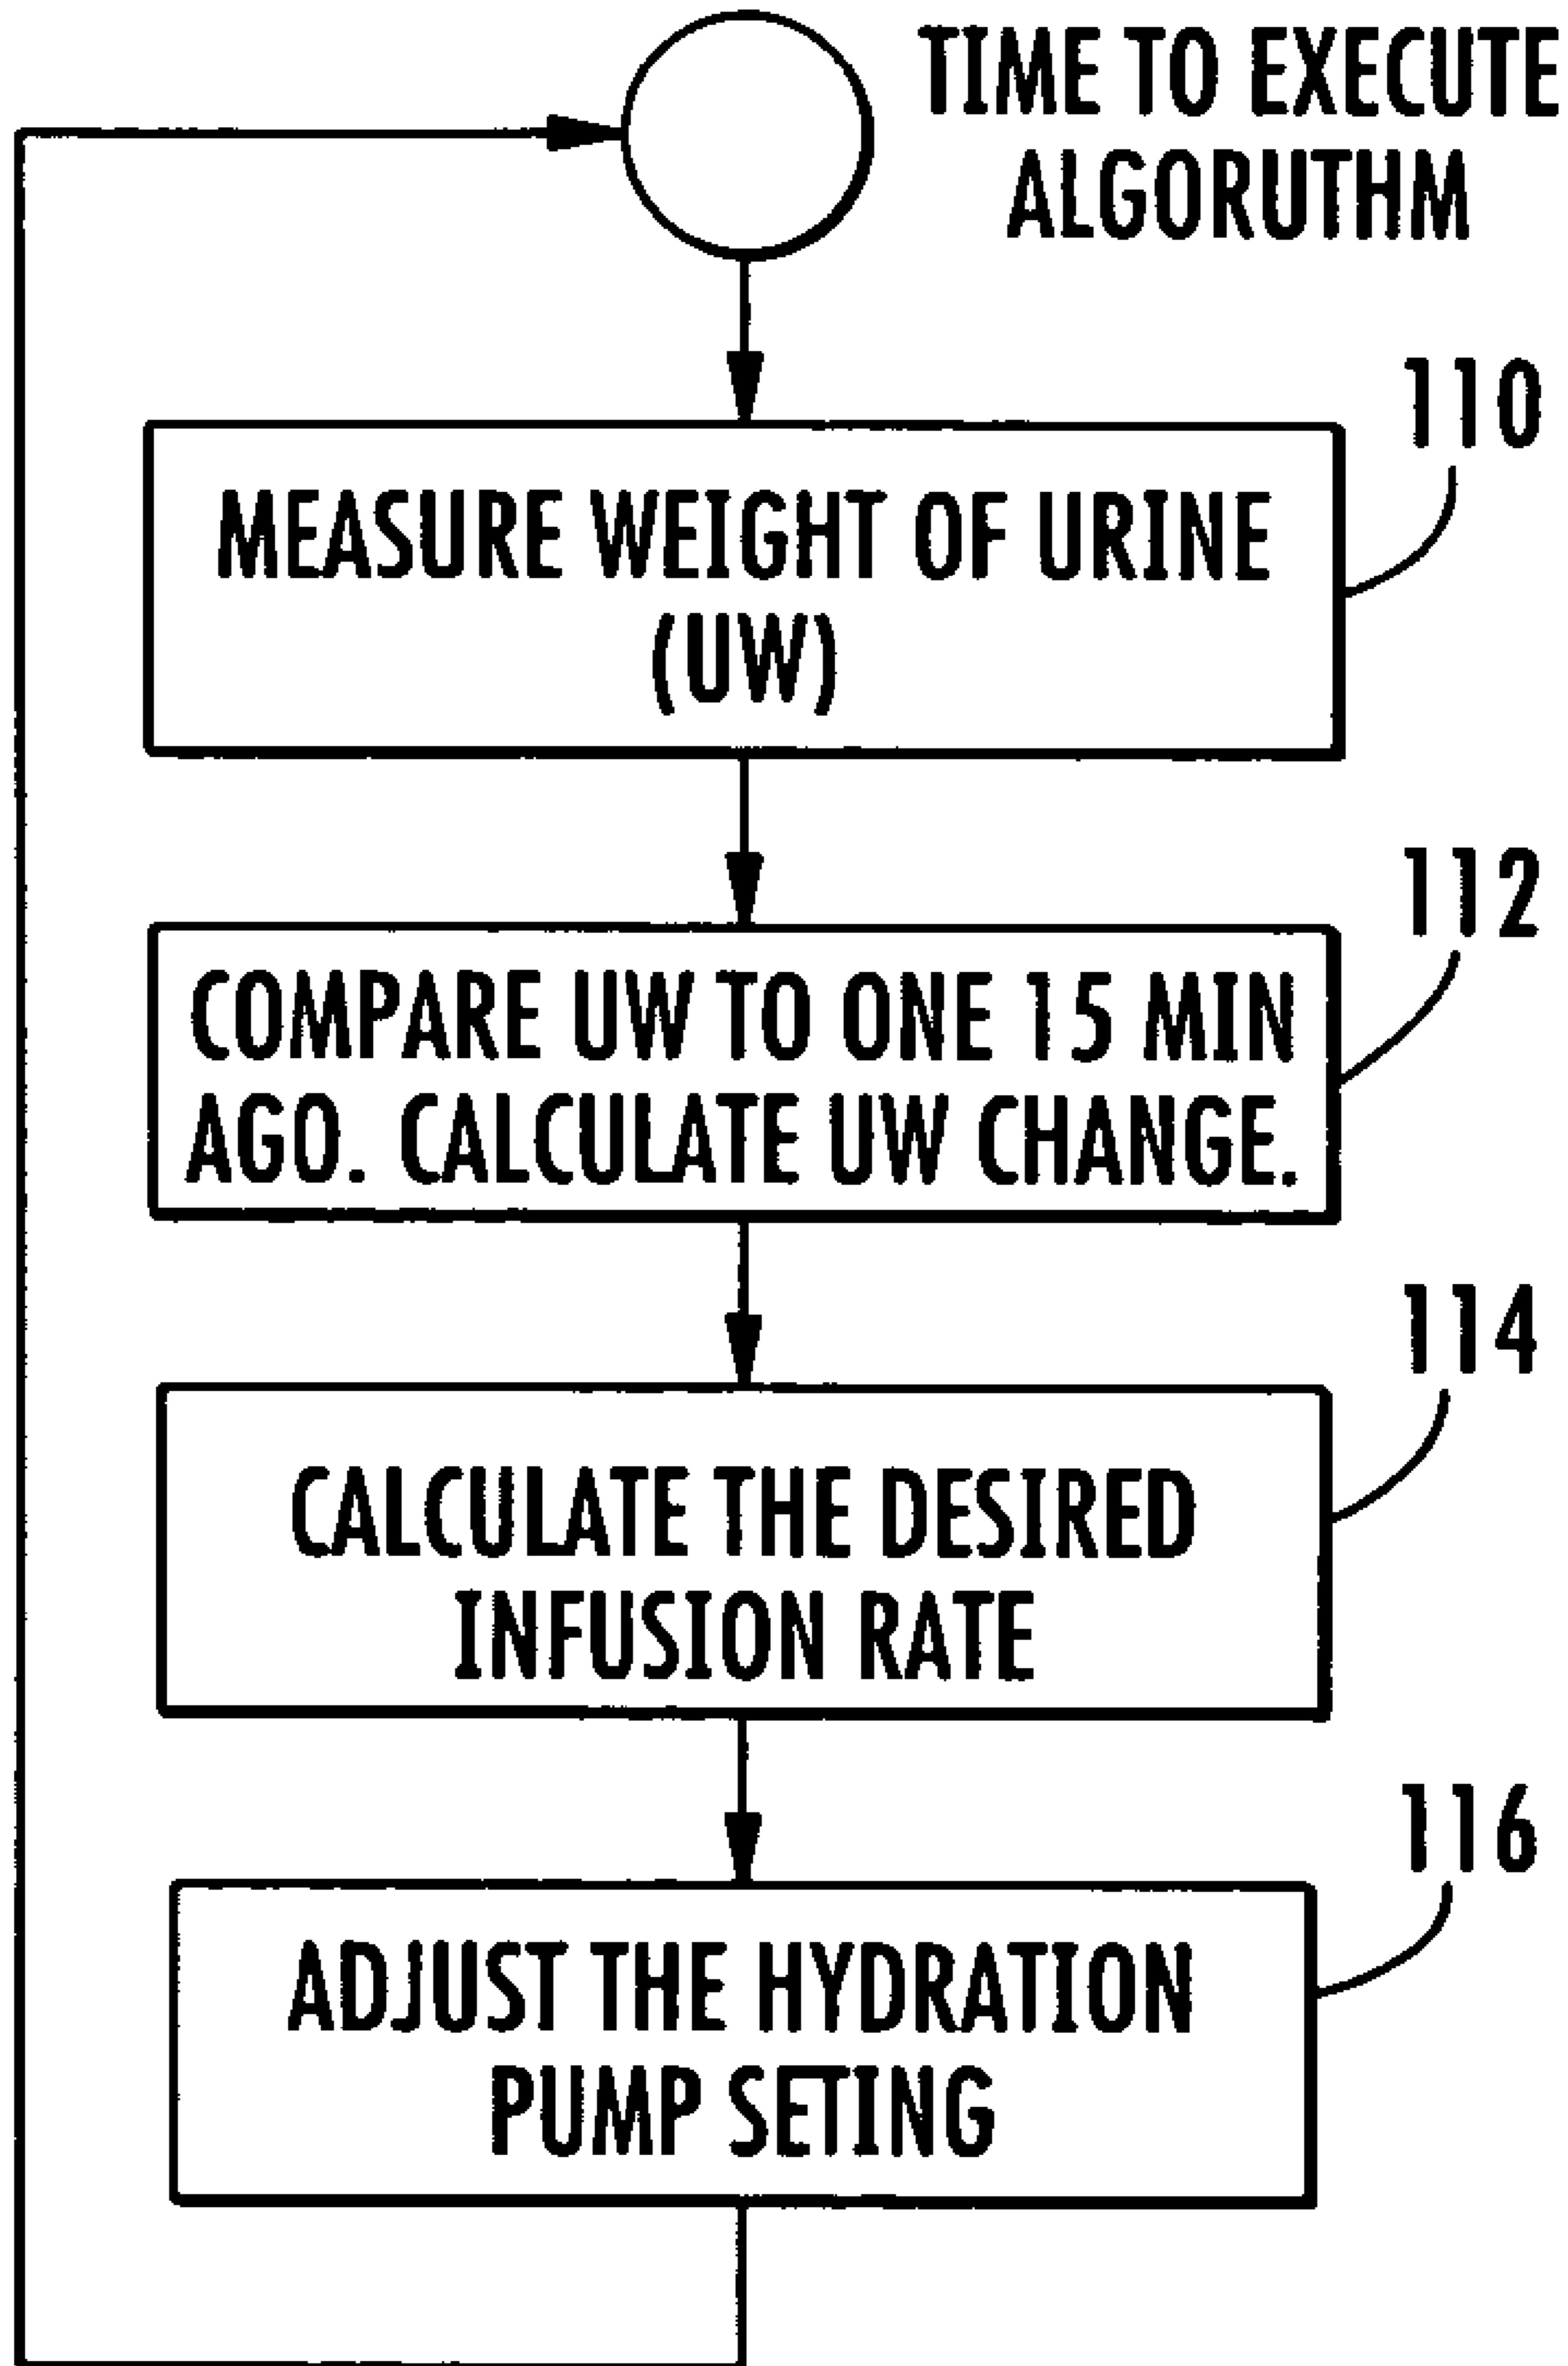 TIME TO EXECUTE
ALGORUTHM
110
MEASURE WEIGHT OF URINE
(UW)
112
COMPARE UW TO ONE 15 MIN
AGO. CALCULATE UW CHANGE.
114
CALCULATE THE DESIRED
INFUSION RATE
116
ADJUST THE HYDRATION
PUMP SETING